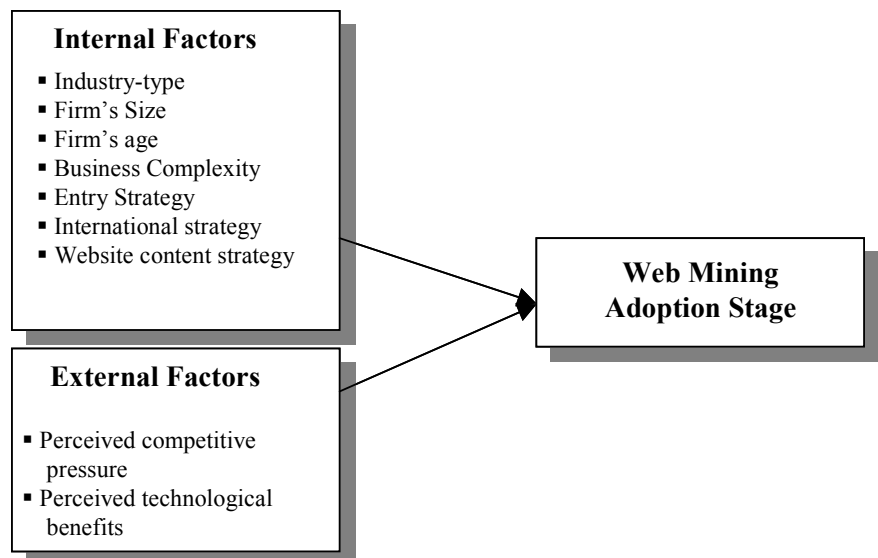 Internal Factors
▪ Industry-type
▪ Firm's Size
▪ Firm's age
▪ Business Complexity
▪ Entry Strategy
▪ International strategy
▪ Website content strategy
Web Mining
Adoption Stage
External Factors
▪ Perceived competitive
pressure
▪ Perceived technological
benefits